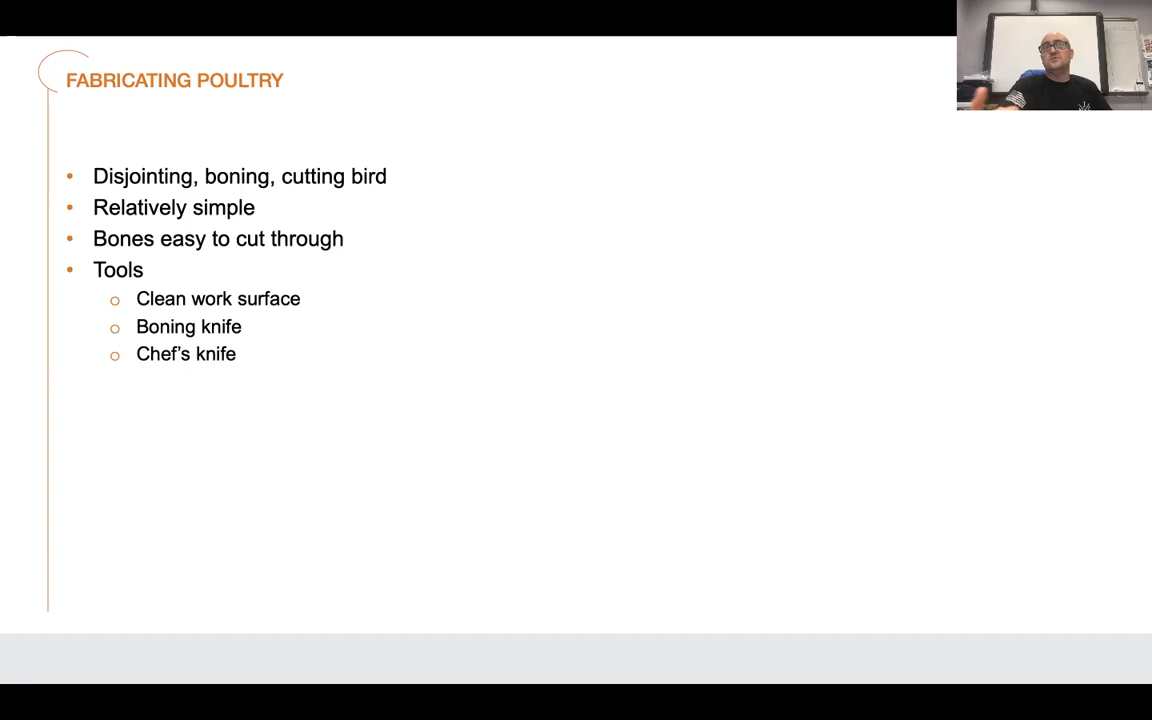 FABRICATING POULTRY
• Disjointing, boning, cutting bird
• Relatively simple
• Bones easy to cut through
• Tools
o Clean work surface
o Boning knife
o Chef's knife